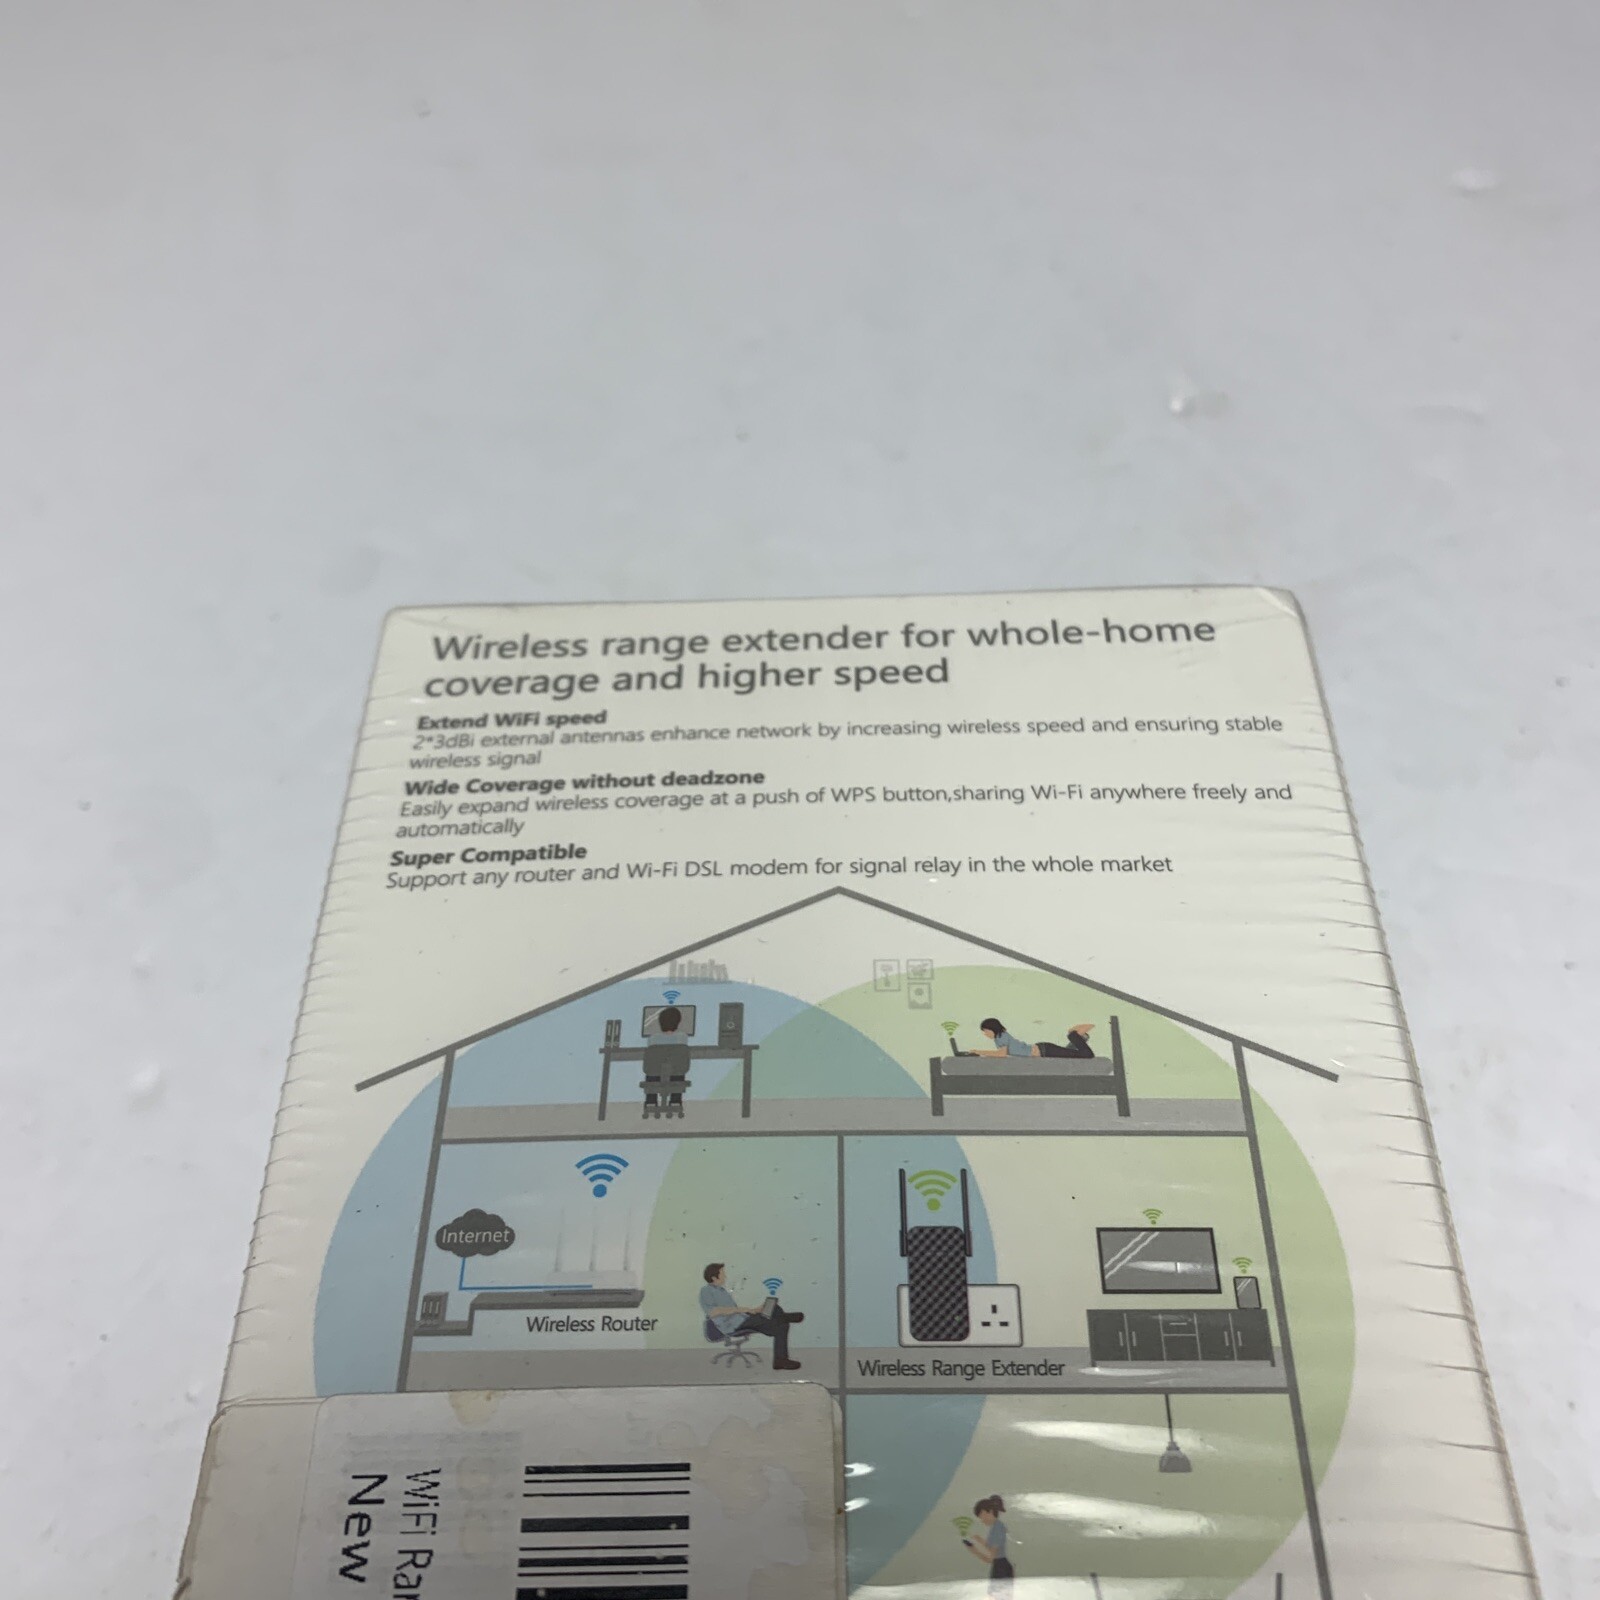 Wireless range extender for whole-home
coverage and higher speed
Extend WiFi speed
2*3dBi external antennas enhance network by increasing wireless speed and ensuring stable
wireless signal
Wide Coverage without deadzone
Easily expand wireless coverage at a push of WPS button,sharing Wi-Fi anywhere freely and
automatically
Super Compatible
Support any router and Wi-Fi DSL modem for signal relay in the whole market
Internet
Wireless Router
Wireless Range Extender
WiFi
New